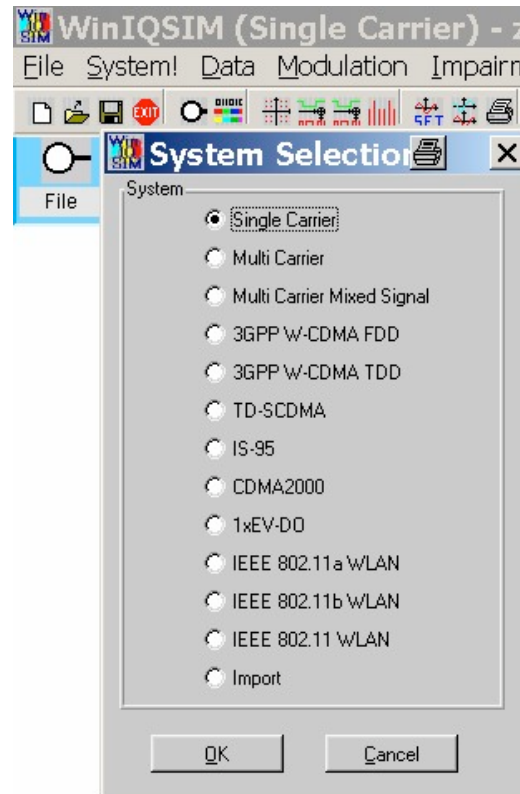 WinIQSIM (Single Carrier) - z
File System! Data Modulation Impairr
EXIT SFT
File
System Selection
System
Single Carrier
Multi Carrier
Multi Carrier Mixed Signal
3GPP W-CDMA FDD
3GPP W-CDMA TDD
TD-SCDMA
IS-95
CDMA2000
1xEV-DO
IEEE 802.11a WLAN
IEEE 802.11b WLAN
IEEE 802.11 WLAN
Import
OK Cancel